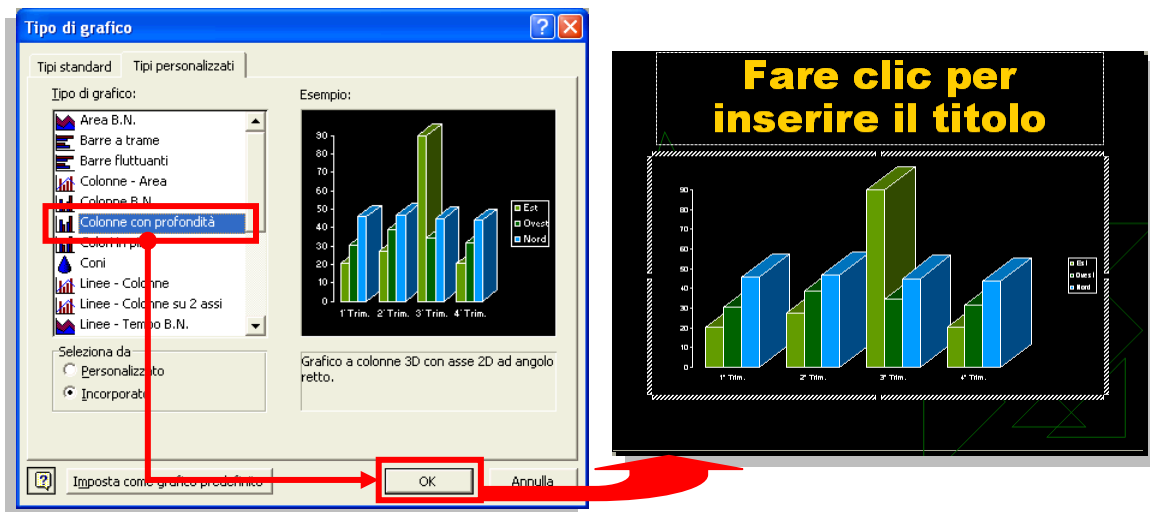 Tipo di grafico
Tipi standard
Tipi personalizzati
Tipo di grafico:
Area B.N.
Barre a trame
Barre fluttuanti
Colonne - Area
Colonne B.N.
Colonne con profondità
Coni
Linee - Colonne
Linee - Colonne su 2 assi
Linee - Tempo B.N.
Seleziona da
Personalizzato
Incorporato
Esempio:
90
80
70
60
50
40
30
20
10
0
1°Trim. 2°Trim. 3°Trim. 4°Trim.
Est
Ovest
Nord
Grafico a colonne 3D con asse 2D ad angolo
retto.
Imposta come grafico predefinito
OK
Annulla
Fare clic per
inserire il titolo
90
80
70
60
50
40
30
20
10
0
1° Trim.
2° Trim.
3° Trim.
4° Trim.
Est
Ovest
Nord